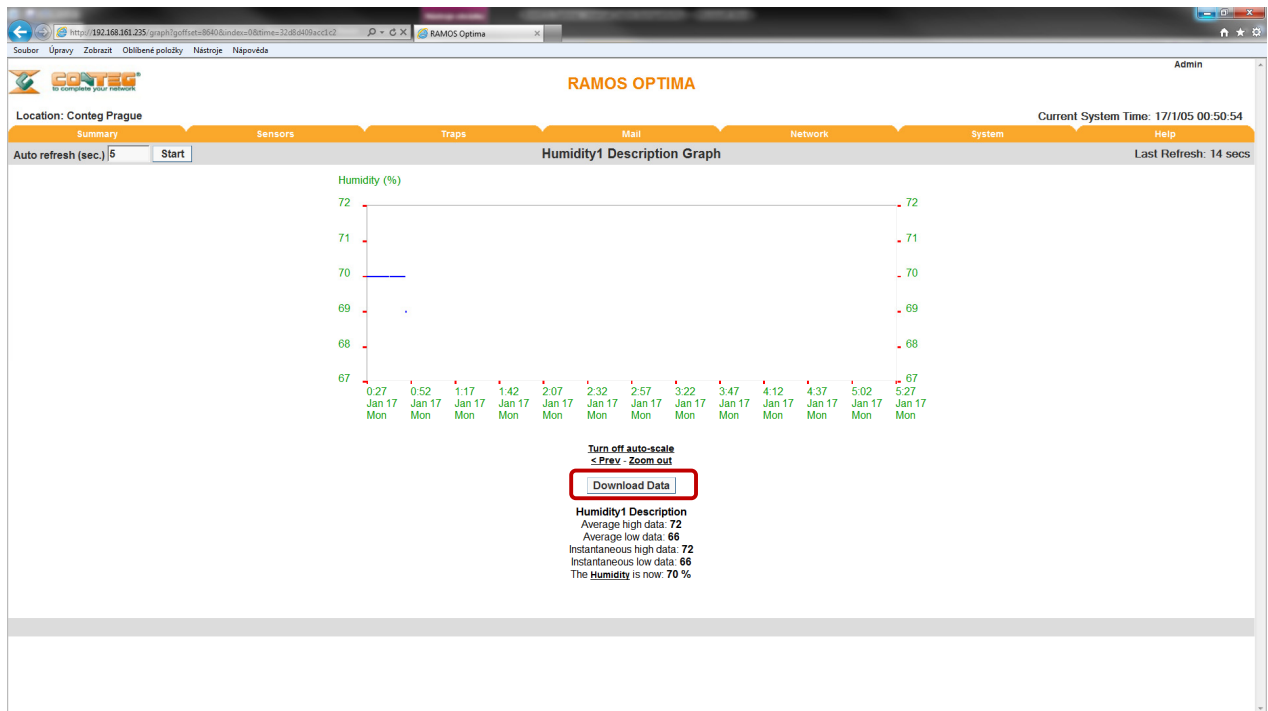 http://192.168.161.235/graph?goffset=8640&index=0&time=32d8d409acc1c2
RAMOS Optima
Soubor Úpravy Zobrazit Oblíbené položky Nástroje Nápověda
Admin
CONTEG
to complete your network
RAMOS OPTIMA
Location: Conteg Prague
Current System Time: 17/1/05 00:50:54
Summary Sensors Traps Mail Network System Help
Auto refresh (sec.) 5 Start
Humidity1 Description Graph
Last Refresh: 14 secs
Humidity (%)
72 72
71 71
70 70
69 69
68 68
67 67
0:27 0:52 1:17 1:42 2:07 2:32 2:57 3:22 3:47 4:12 4:37 5:02 5:27
Jan 17 Jan 17 Jan 17 Jan 17 Jan 17 Jan 17 Jan 17 Jan 17 Jan 17 Jan 17 Jan 17 Jan 17 Jan 17
Mon Mon Mon Mon Mon Mon Mon Mon Mon Mon Mon Mon Mon
Turn off auto-scale
< Prev - Zoom out
Download Data
Humidity1 Description
Average high data: 72
Average low data: 66
Instantaneous high data: 72
Instantaneous low data: 66
The Humidity is now: 70 %